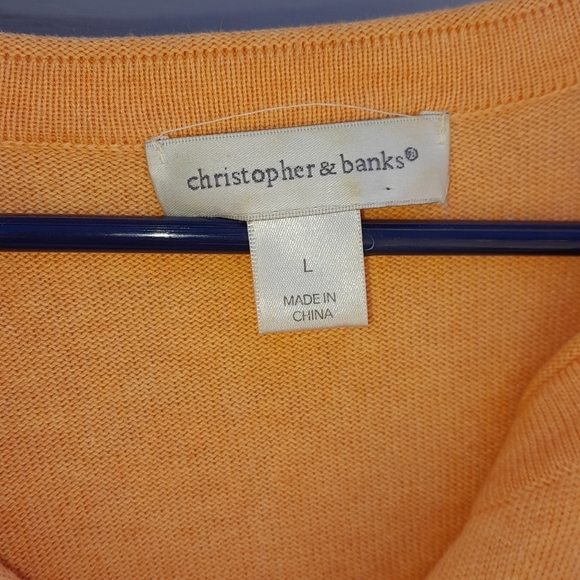 christopher & banks®
L
MADE IN
CHINA